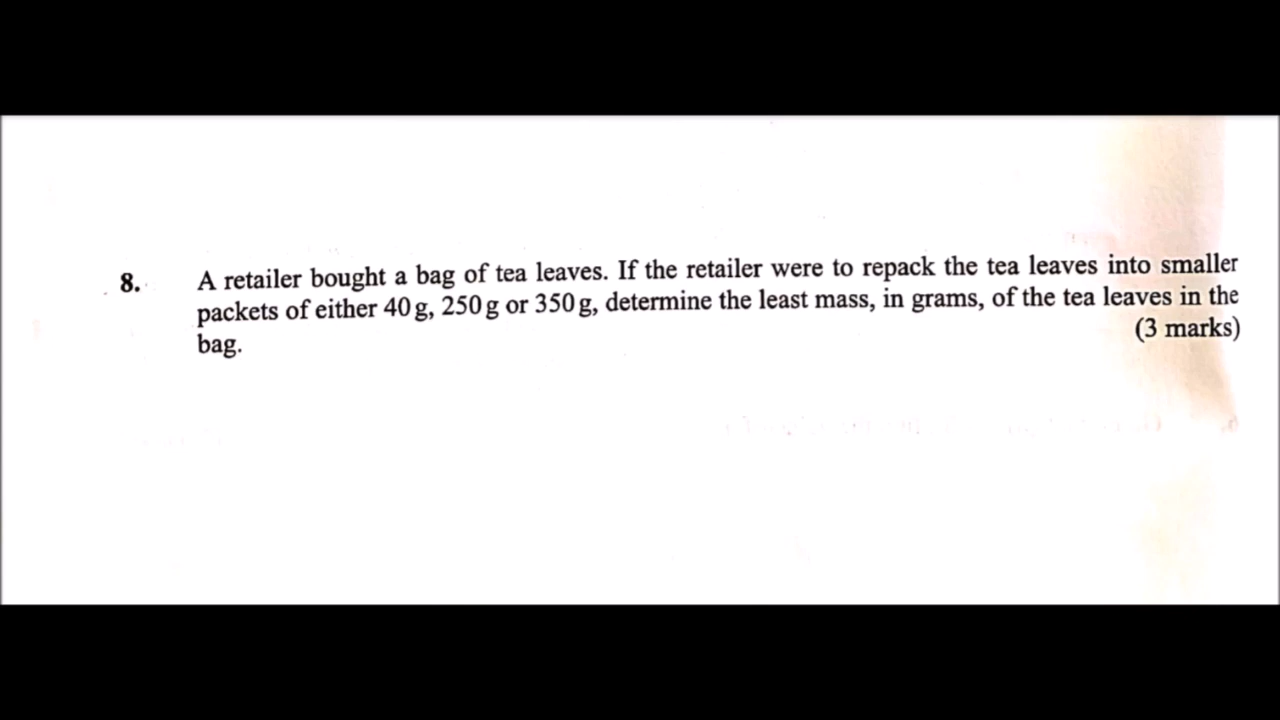 8. A retailer bought a bag of tea leaves. If the retailer were to repack the tea leaves into smaller
packets of either 40 g, 250 g or 350 g, determine the least mass, in grams, of the tea leaves in the
bag. (3 marks)